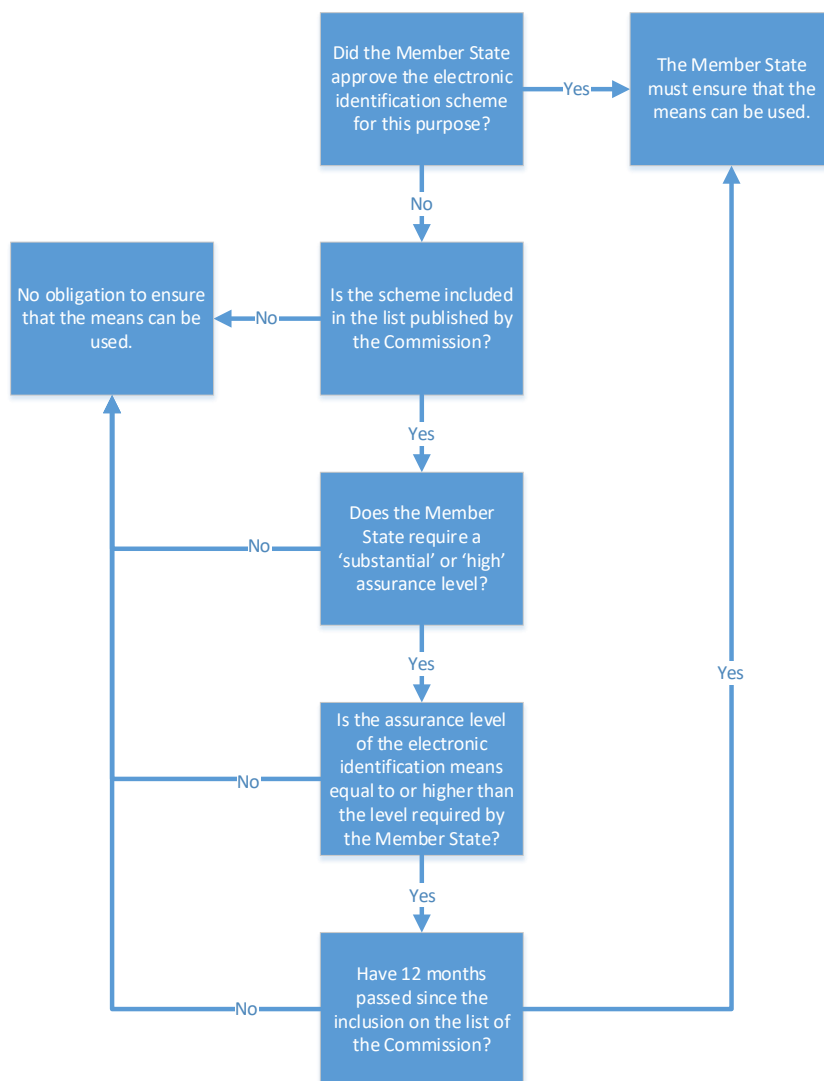 Did the Member State
approve the electronic
identification scheme
for this purpose?
Yes
The Member State
must ensure that the
means can be used.
No
No obligation to ensure
that the means can be
used.
No
Is the scheme included
in the list published by
the Commission?
Yes
Does the Member
State require a
‘substantial’ or ‘high’
assurance level?
No
Yes
Yes
Is the assurance level
of the electronic
identification means
equal to or higher than
the level required by
the Member State?
No
Yes
Have 12 months
passed since the
inclusion on the list of
the Commission?
No